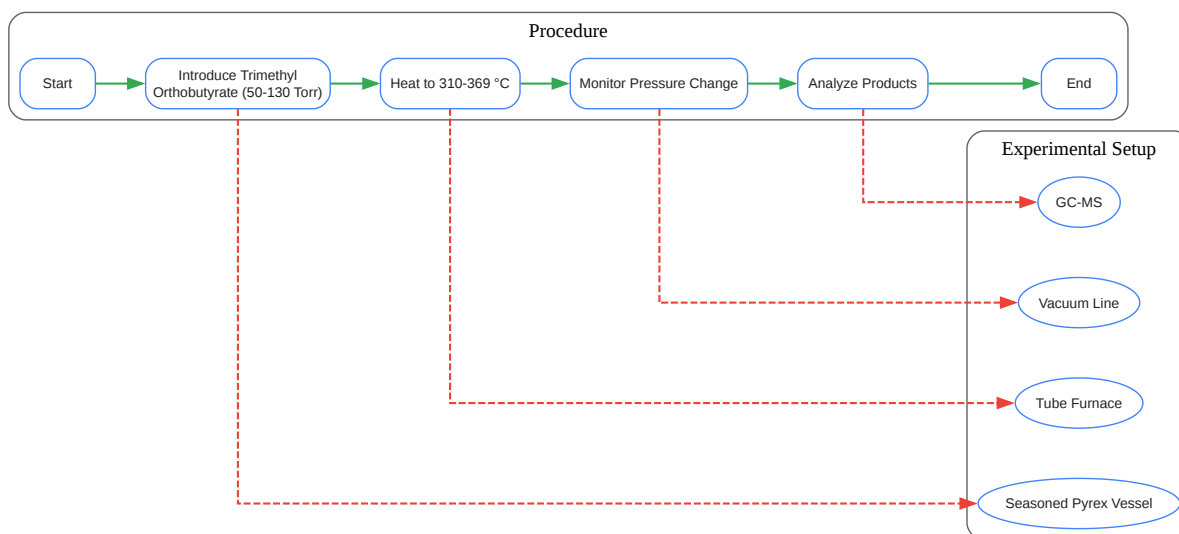 Procedure
Start
Introduce Trimethyl
Orthobutyrate (50-130 Torr)
Heat to 310-369 °C
Monitor Pressure Change
Analyze Products
End
Experimental Setup
GC-MS
Vacuum Line
Tube Furnace
Seasoned Pyrex Vessel